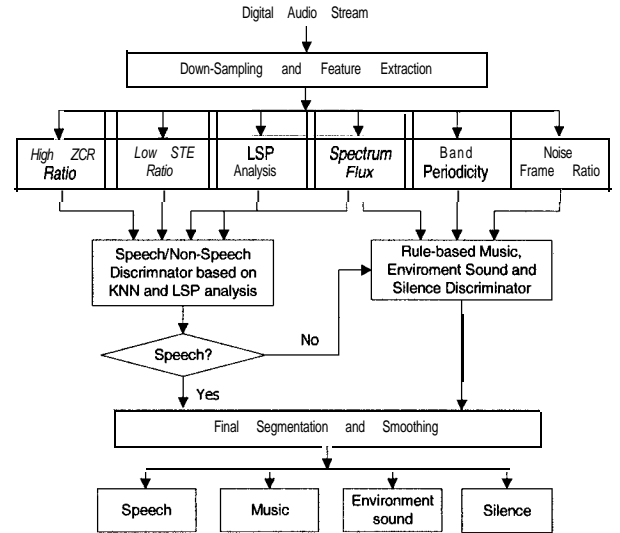 Digital Audio Stream
Down-Sampling and Feature Extraction
High ZCR
Ratio
Low STE
Ratio
LSP
Analysis
Spectrum
Flux
Band
Periodicity
Noise
Frame Ratio
Speech/Non-Speech
Discrimnator based on
KNN and LSP analysis
Rule-based Music,
Enviroment Sound and
Silence Discriminator
No
Speech?
Yes
Final Segmentation and Smoothing
Speech
Music
Environment
sound
Silence